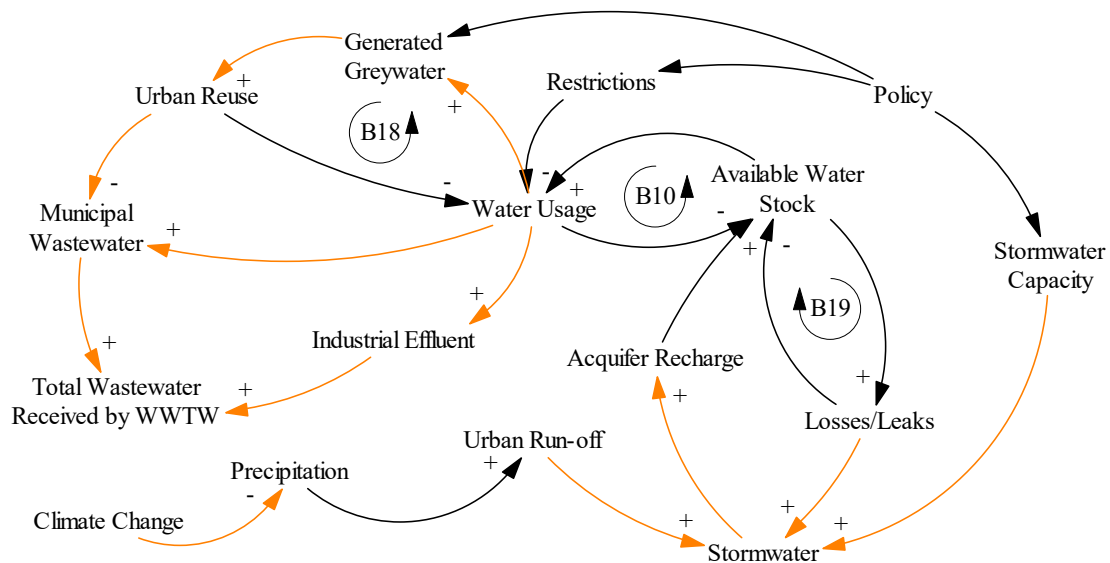 Generated
Greywater
+
Urban Reuse
Restrictions
Policy
+
B18
-
Available Water
Stock
-
+
B10
-
Municipal
Wastewater
-
Water Usage
-
+
+
-
Stormwater
Capacity
+
B19
Industrial Effluent
Acquifer Recharge
+
Total Wastewater
Received by WWTW
+
+
+
Losses/Leaks
Urban Run-off
+
Precipitation
-
Climate Change
+
+
+
Stormwater